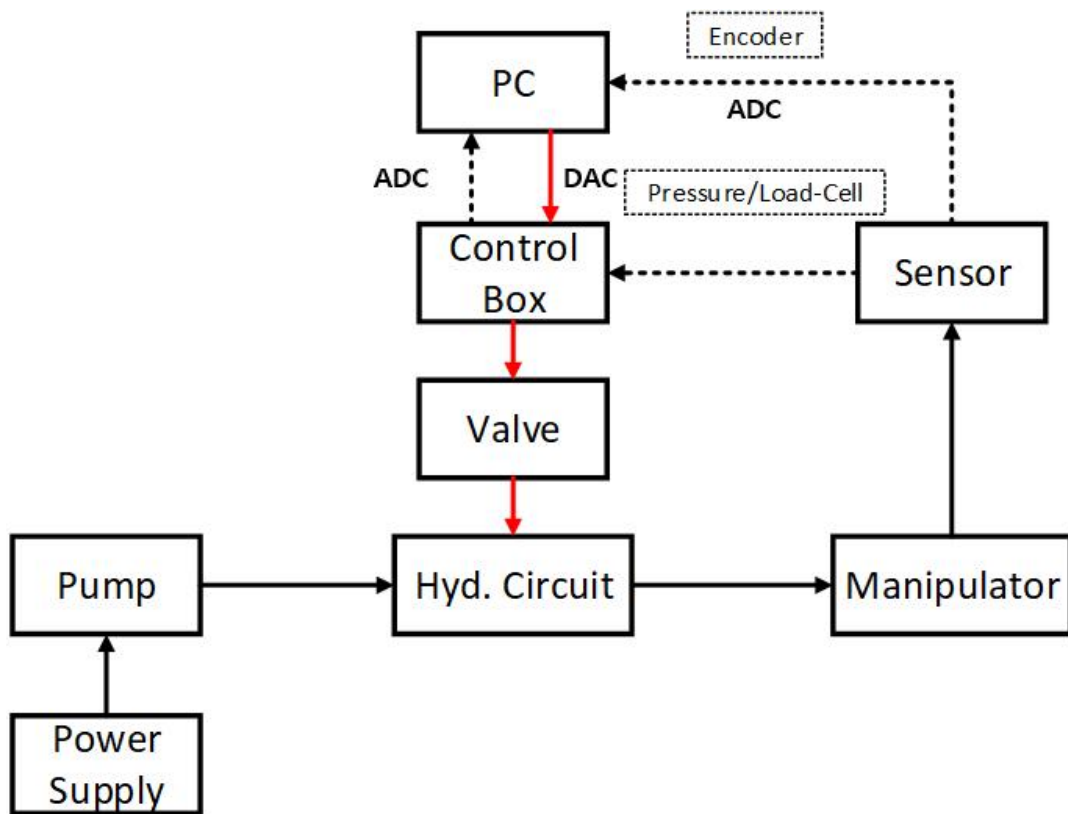 Encoder
PC
ADC
ADC
DAC
Pressure/Load-Cell
Control
Box
Sensor
Valve
Pump
Hyd. Circuit
Manipulator
Power
Supply